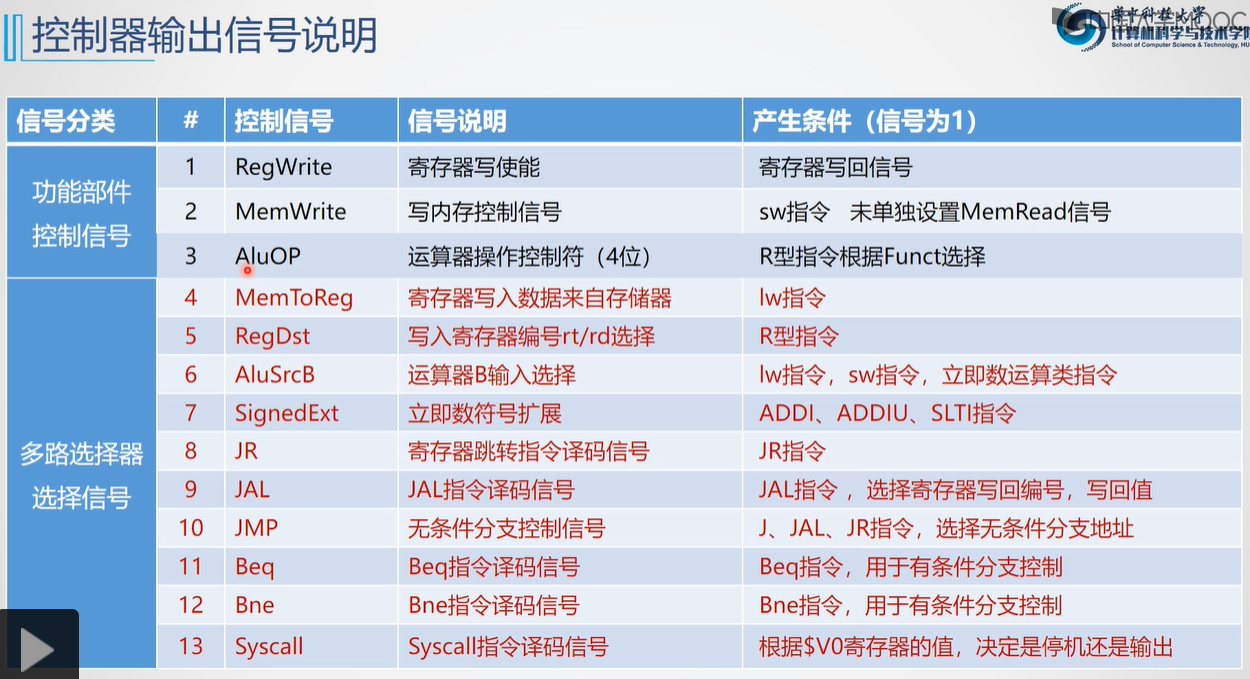 控制器输出信号说明
中国大学MOOC
华中科技大学
计算机科学与技术学院
School of Computer Science & Technology, HU
信号分类 # 控制信号 信号说明 产生条件（信号为1）
功能部件
控制信号
1 RegWrite 寄存器写使能 寄存器写回信号
2 MemWrite 写内存控制信号 sw指令 未单独设置MemRead信号
3 AluOP 运算器操作控制符（4位） R型指令根据Funct选择
多路选择器
选择信号
4 MemToReg 寄存器写入数据来自存储器 lw指令
5 RegDst 写入寄存器编号rt/rd选择 R型指令
6 AluSrcB 运算器B输入选择 lw指令，sw指令，立即数运算类指令
7 SignedExt 立即数符号扩展 ADDI、ADDIU、SLTI指令
8 JR 寄存器跳转指令译码信号 JR指令
9 JAL JAL指令译码信号 JAL指令 ，选择寄存器写回编号，写回值
10 JMP 无条件分支控制信号 J、JAL、JR指令，选择无条件分支地址
11 Beq Beq指令译码信号 Beq指令，用于有条件分支控制
12 Bne Bne指令译码信号 Bne指令，用于有条件分支控制
13 Syscall Syscall指令译码信号 根据$V0寄存器的值，决定是停机还是输出